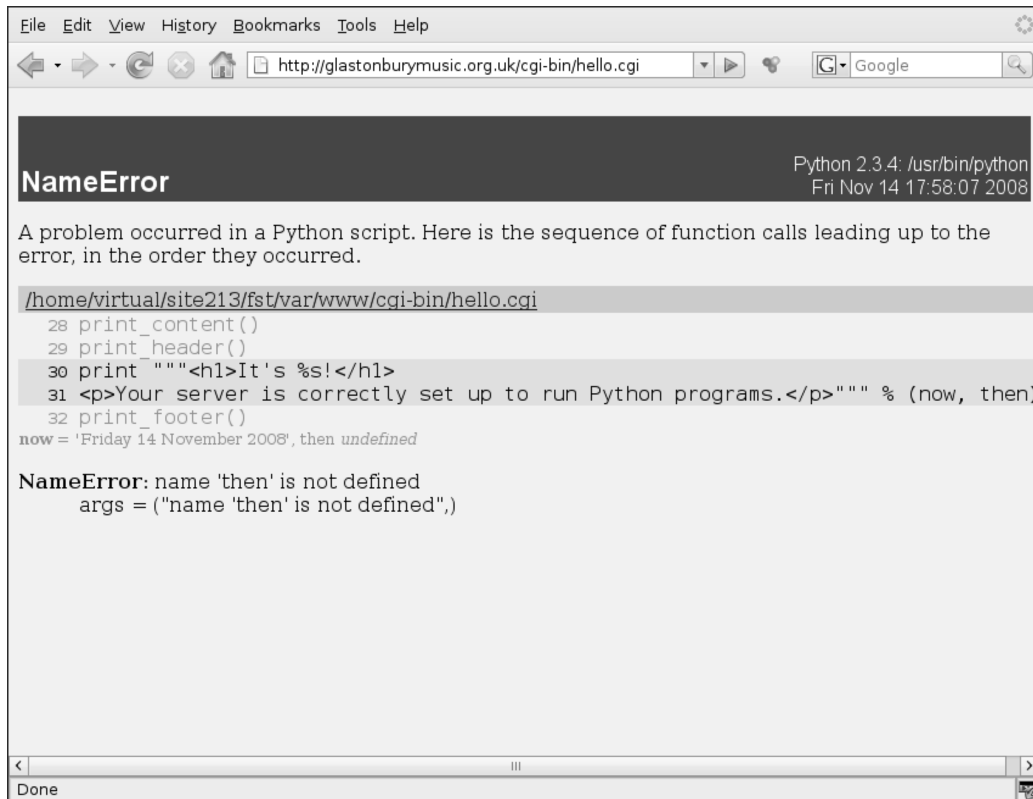 File Edit View History Bookmarks Tools Help
http://glastonburymusic.org.uk/cgi-bin/hello.cgi G Google
NameError
Python 2.3.4: /usr/bin/python
Fri Nov 14 17:58:07 2008
A problem occurred in a Python script. Here is the sequence of function calls leading up to the
error, in the order they occurred.
/home/virtual/site213/fst/var/www/cgi-bin/hello.cgi
28 print_content()
29 print_header()
30 print """<h1>It's %s!</h1>
31 <p>Your server is correctly set up to run Python programs.</p>""" % (now, then)
32 print_footer()
now = 'Friday 14 November 2008', then undefined
NameError: name 'then' is not defined
args = ("name 'then' is not defined",)
Done